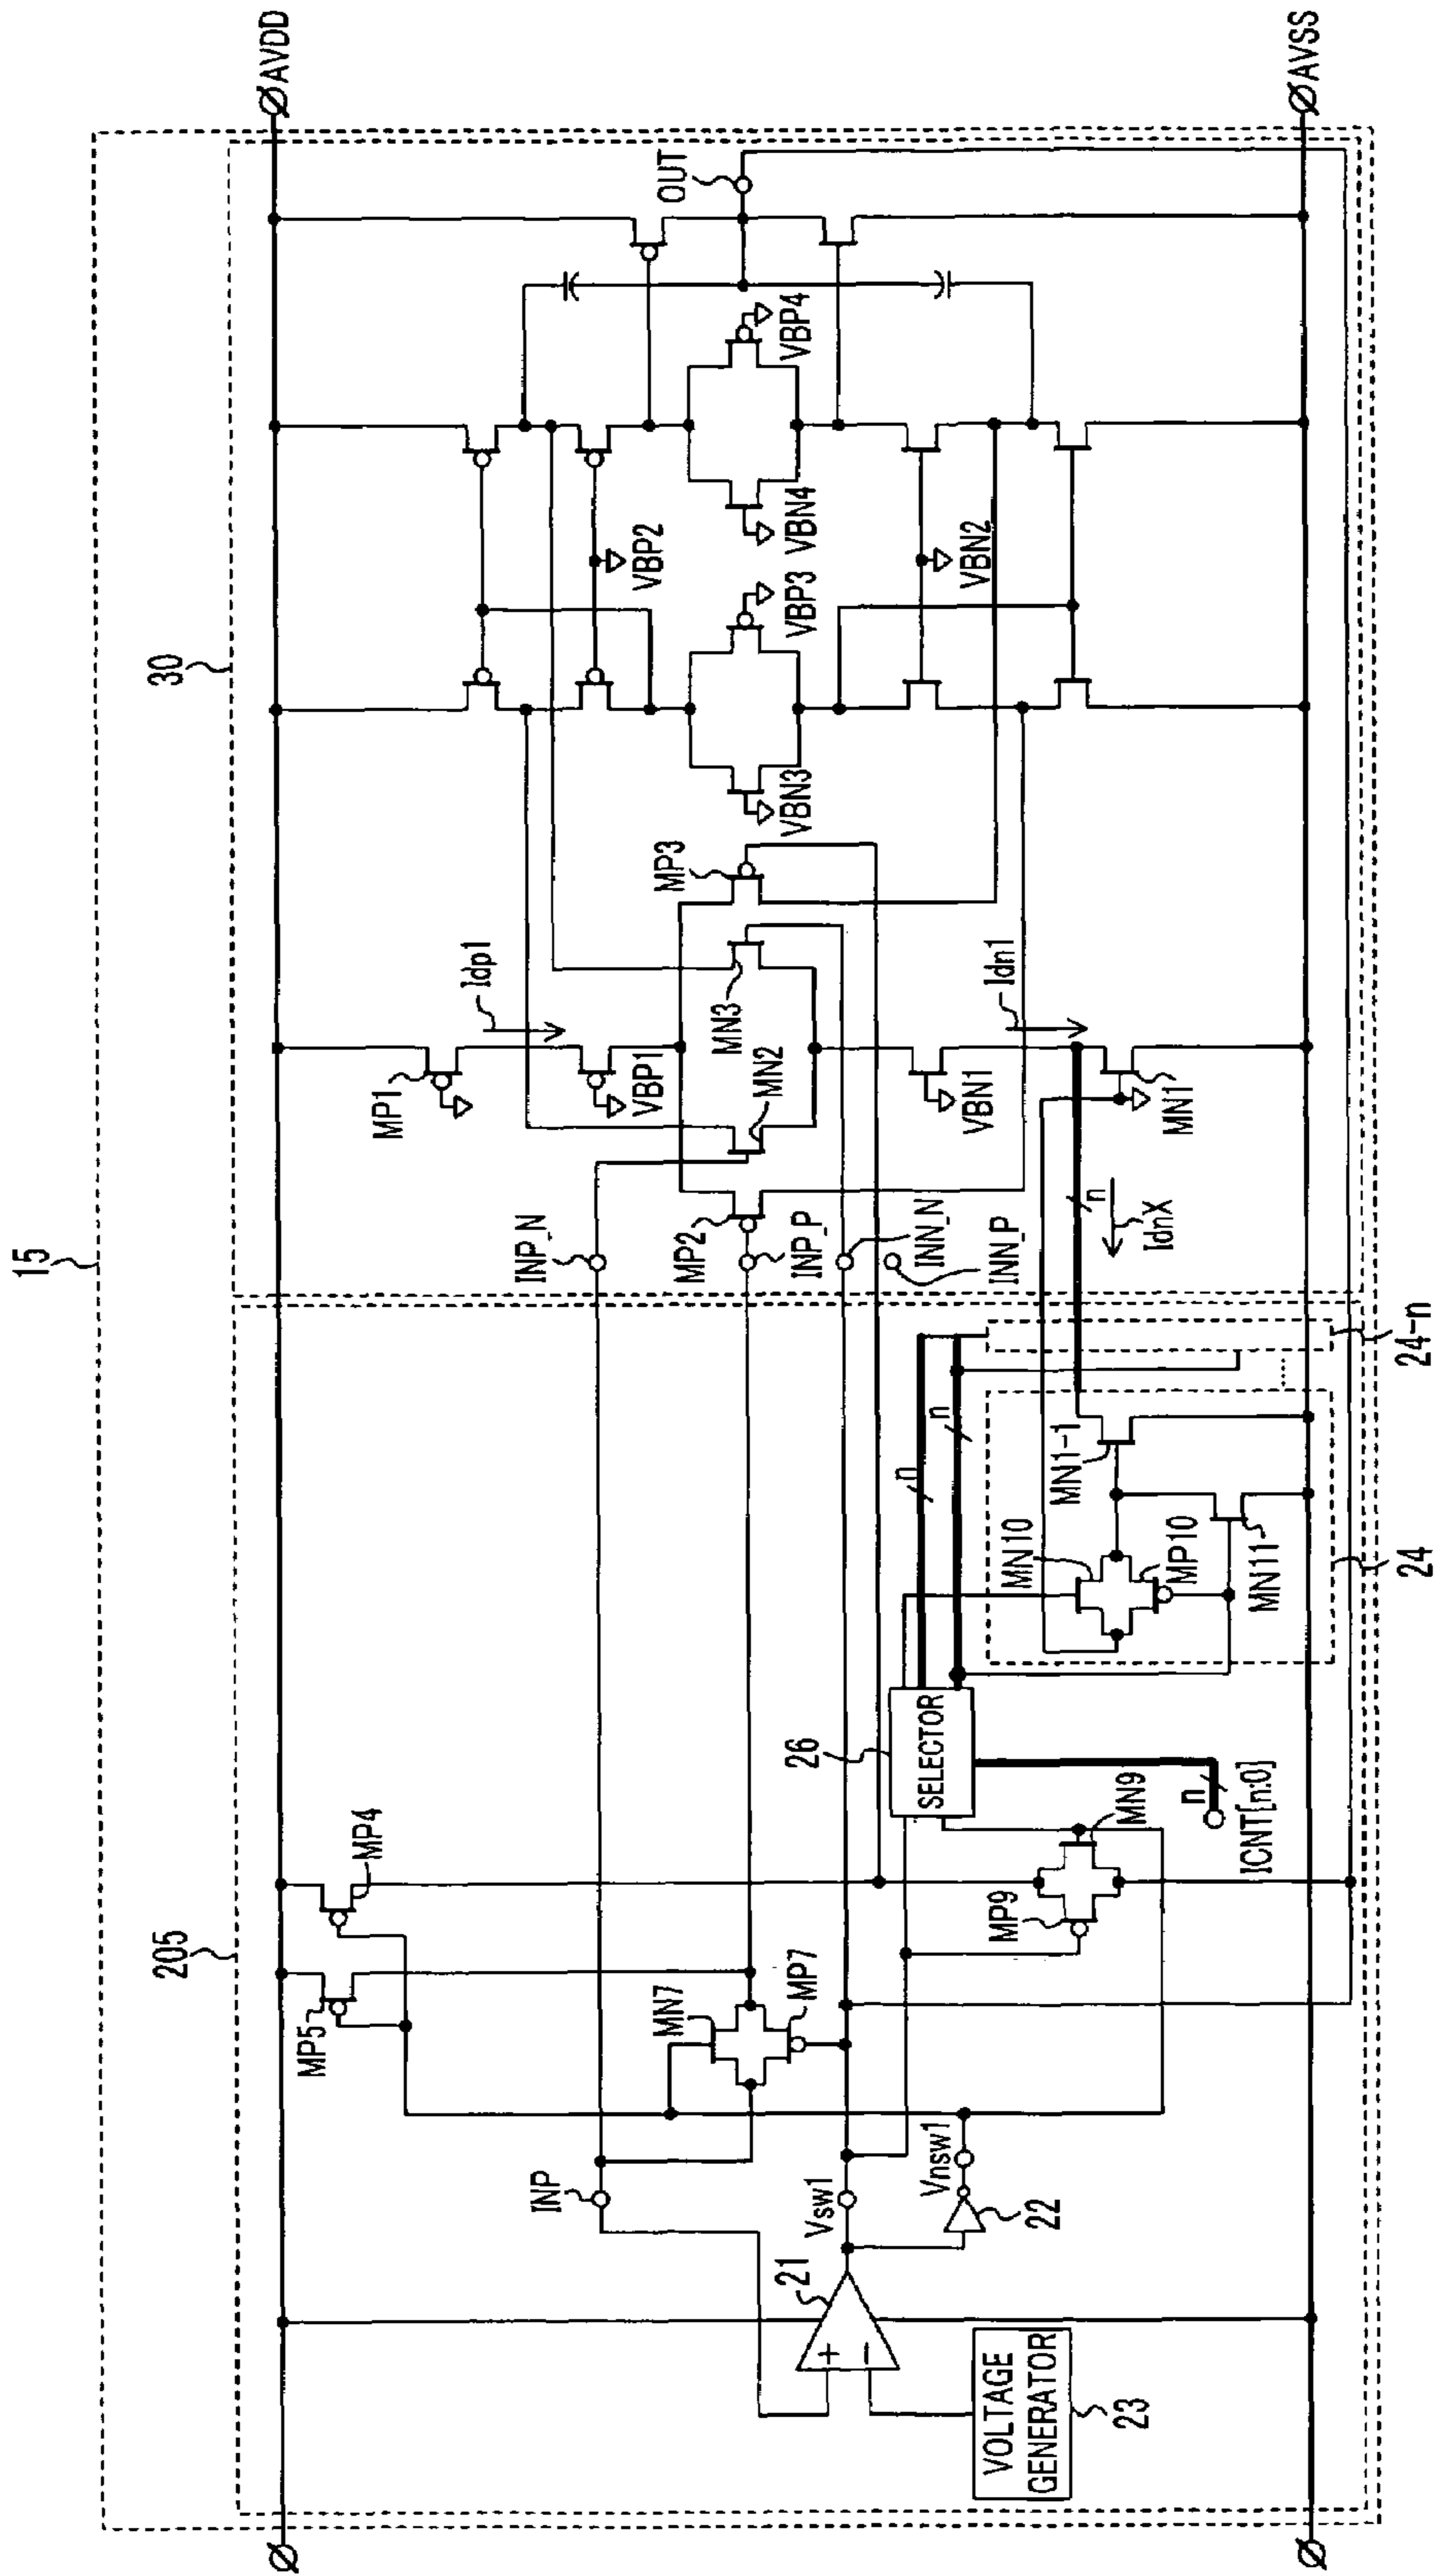 15
205
30
AVDD
MP5
MP4
MP1
Idp1
VBP1
INP_N
MP2
INP_P
INN_N
INN_P
MN2
MN3
MP3
VBP2
VBN3
VBP3
VBN4
VBP4
OUT
INP
MN7
MP7
21
+
−
Vsw1
Vnsw1
22
VOLTAGE
GENERATOR
23
26
SELECTOR
n
n
MP9
MN9
n
ICNT[n:0]
MN10
MP10
MN11
MN1-1
24
24-n
n
IdnX
VBN1
Idn1
MN1
VBN2
AVSS